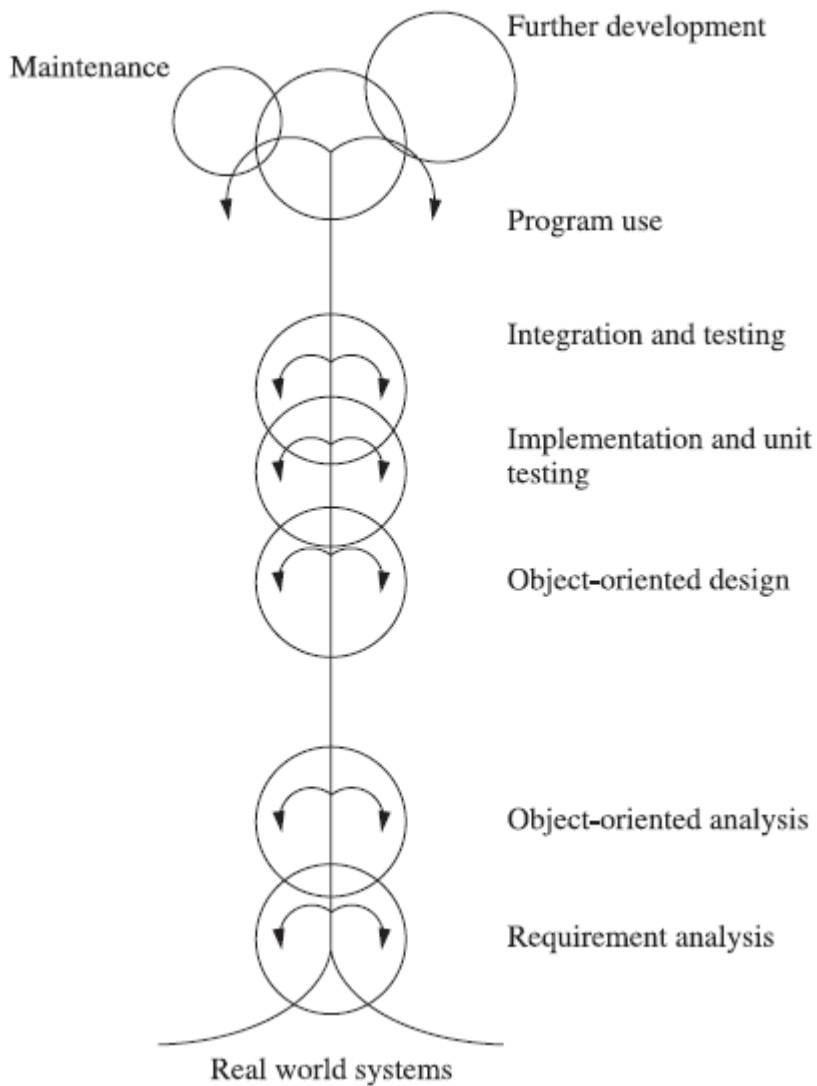 Further development
Maintenance
Program use
Integration and testing
Implementation and unit
testing
Object-oriented design
Object-oriented analysis
Requirement analysis
Real world systems